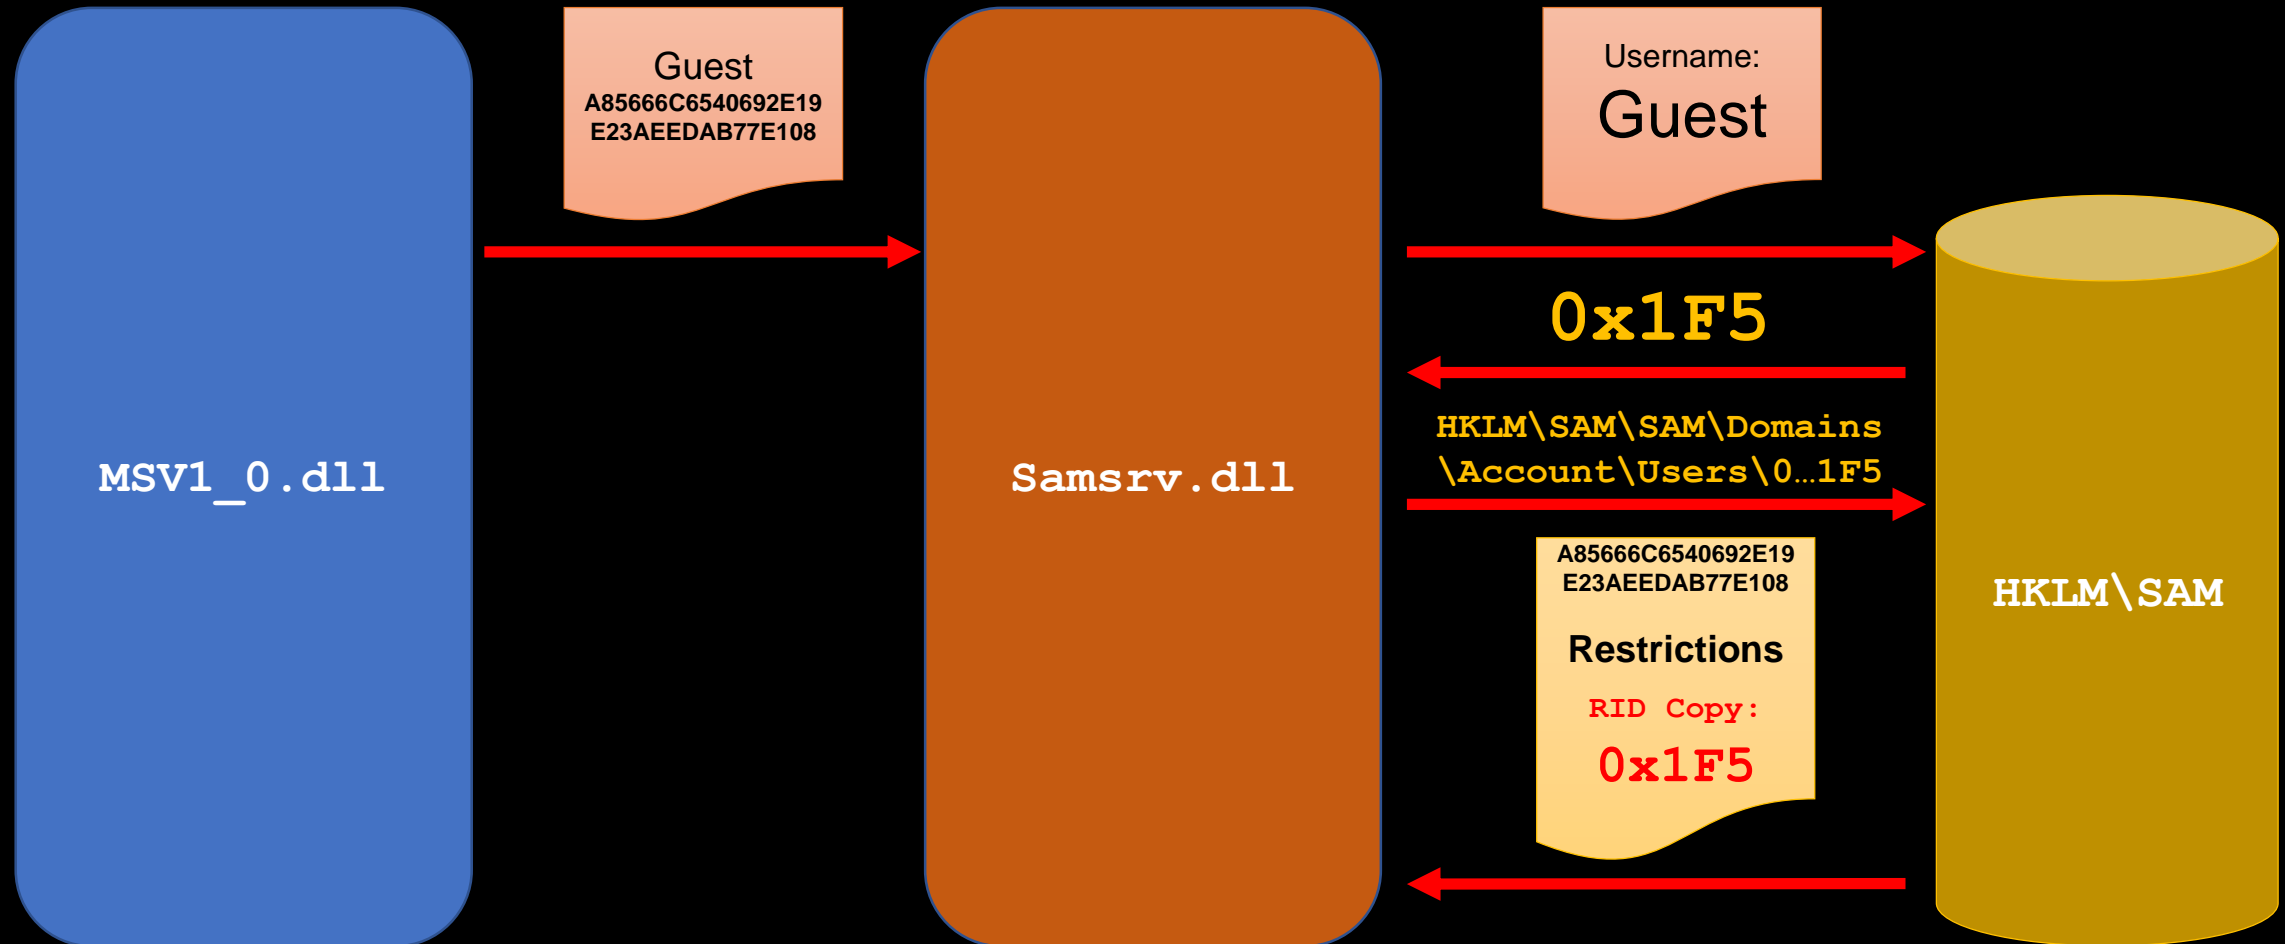 MSV1_0.dll
Guest
A85666C6540692E19
E23AEEDAB77E108
Samsrv.dll
Username:
Guest
0x1F5
HKLM\SAM\SAM\Domains
\Account\Users\0…1F5
A85666C6540692E19
E23AEEDAB77E108
Restrictions
RID Copy:
0x1F5
HKLM\SAM